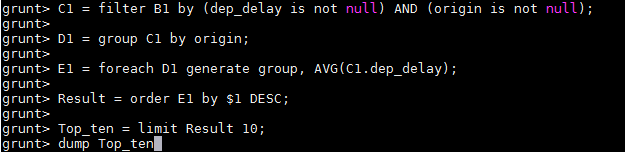 grunt> C1 = filter B1 by (dep_delay is not null) AND (origin is not null);
grunt>
grunt> D1 = group C1 by origin;
grunt>
grunt> E1 = foreach D1 generate group, AVG(C1.dep_delay);
grunt>
grunt> Result = order E1 by $1 DESC;
grunt>
grunt> Top_ten = limit Result 10;
grunt> dump Top_ten